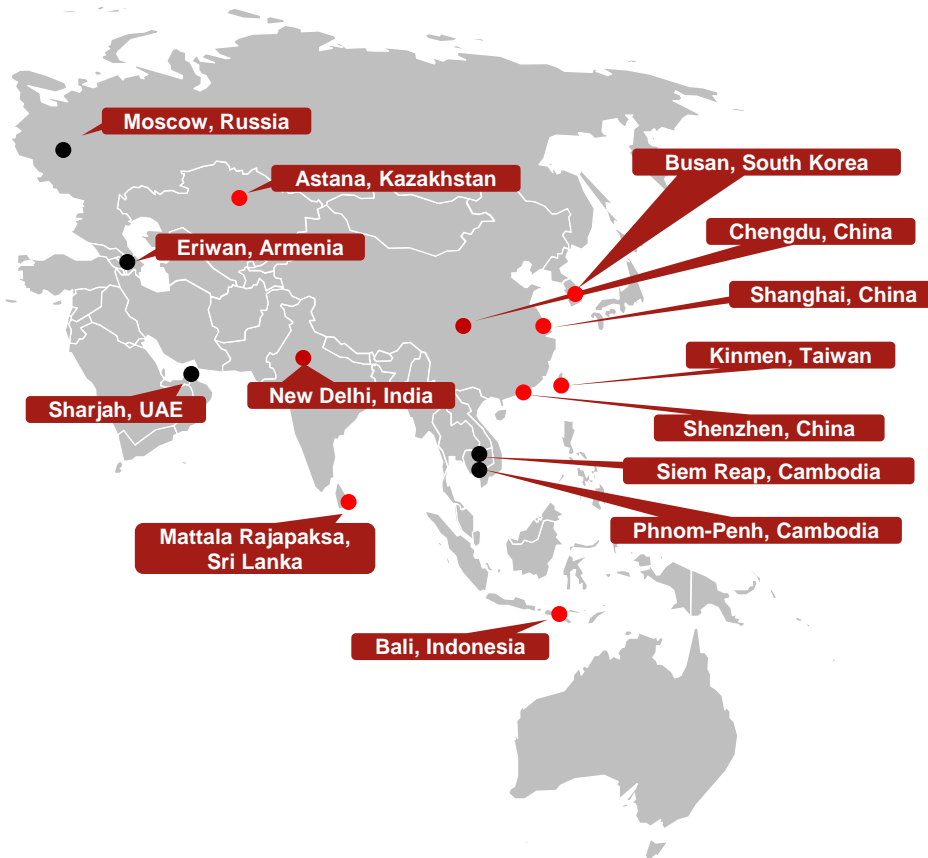 Moscow, Russia
Busan, South Korea
Astana, Kazakhstan
Chengdu, China
Eriwan, Armenia
Shanghai, China
Kinmen, Taiwan
New Delhi, India
Sharjah, UAE
Shenzhen, China
Siem Reap, Cambodia
Phnom-Penh, Cambodia
Mattala Rajapaksa,
Sri Lanka
Bali, Indonesia